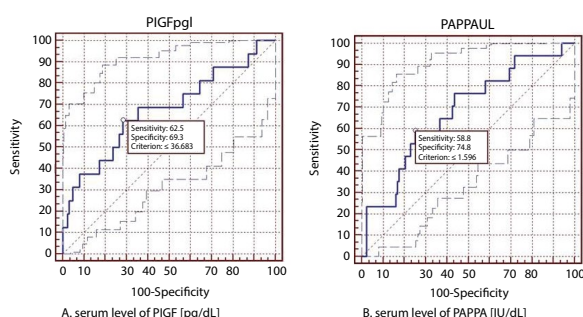 PIGFpgl
100
90
80
70
60
50
40
30
20
10
0
Sensitivity
Sensitivity: 62.5
Specificity: 69.3
Criterion: ≤ 36.683
0 10 30 40 50 70 80 100
100-Specificity
A. serum level of PIGF [pg/dL]
PAPPAUL
100
90
80
70
60
50
40
30
20
10
0
Sensitivity
Sensitivity: 58.8
Specificity: 74.8
Criterion: ≤ 1.596
0 10 30 40 50 70 80 100
100-Specificity
B. serum level of PAPPA [IU/dL]